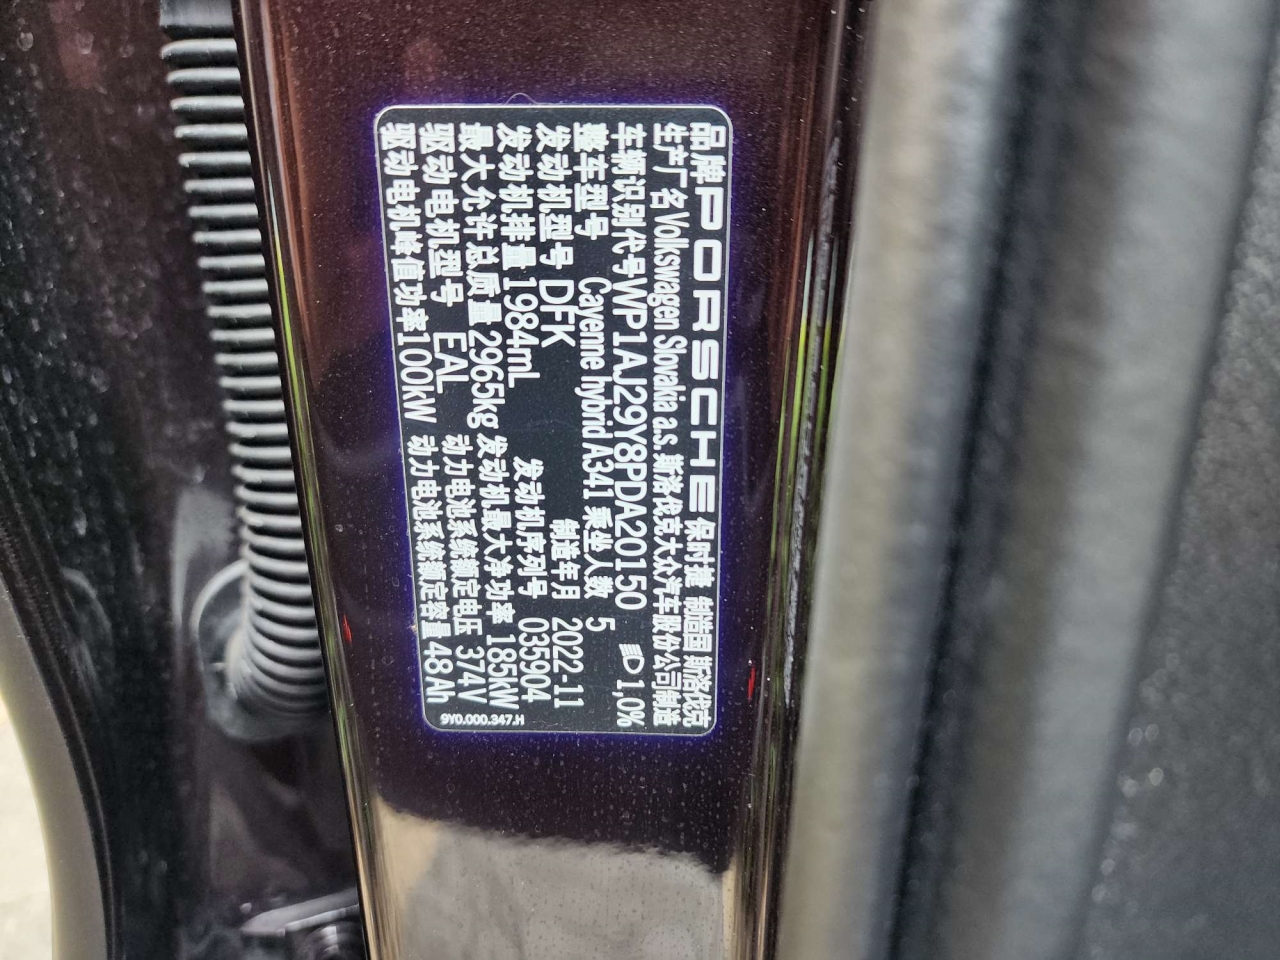 品牌 PORSCHE 保时捷 制造国 斯洛伐克
生产厂名 Volkswagen Slovakia a.s. 斯洛伐克大众汽车股份公司制造
车辆识别代号 WP1AJ29Y8PDA20150 1,0%
整车型号 Cayenne hybrid A341 乘坐人数 5
发动机型号 DFK 制造年月 2022-11
发动机排量 1984mL 发动机序列号 035904
最大允许总质量 2965kg 发动机最大净功率 185kW
驱动电机型号 EAL 动力电池系统额定电压 374V
驱动电机峰值功率 100kW 动力电池系统额定容量 48Ah
9Y0.000.347.H